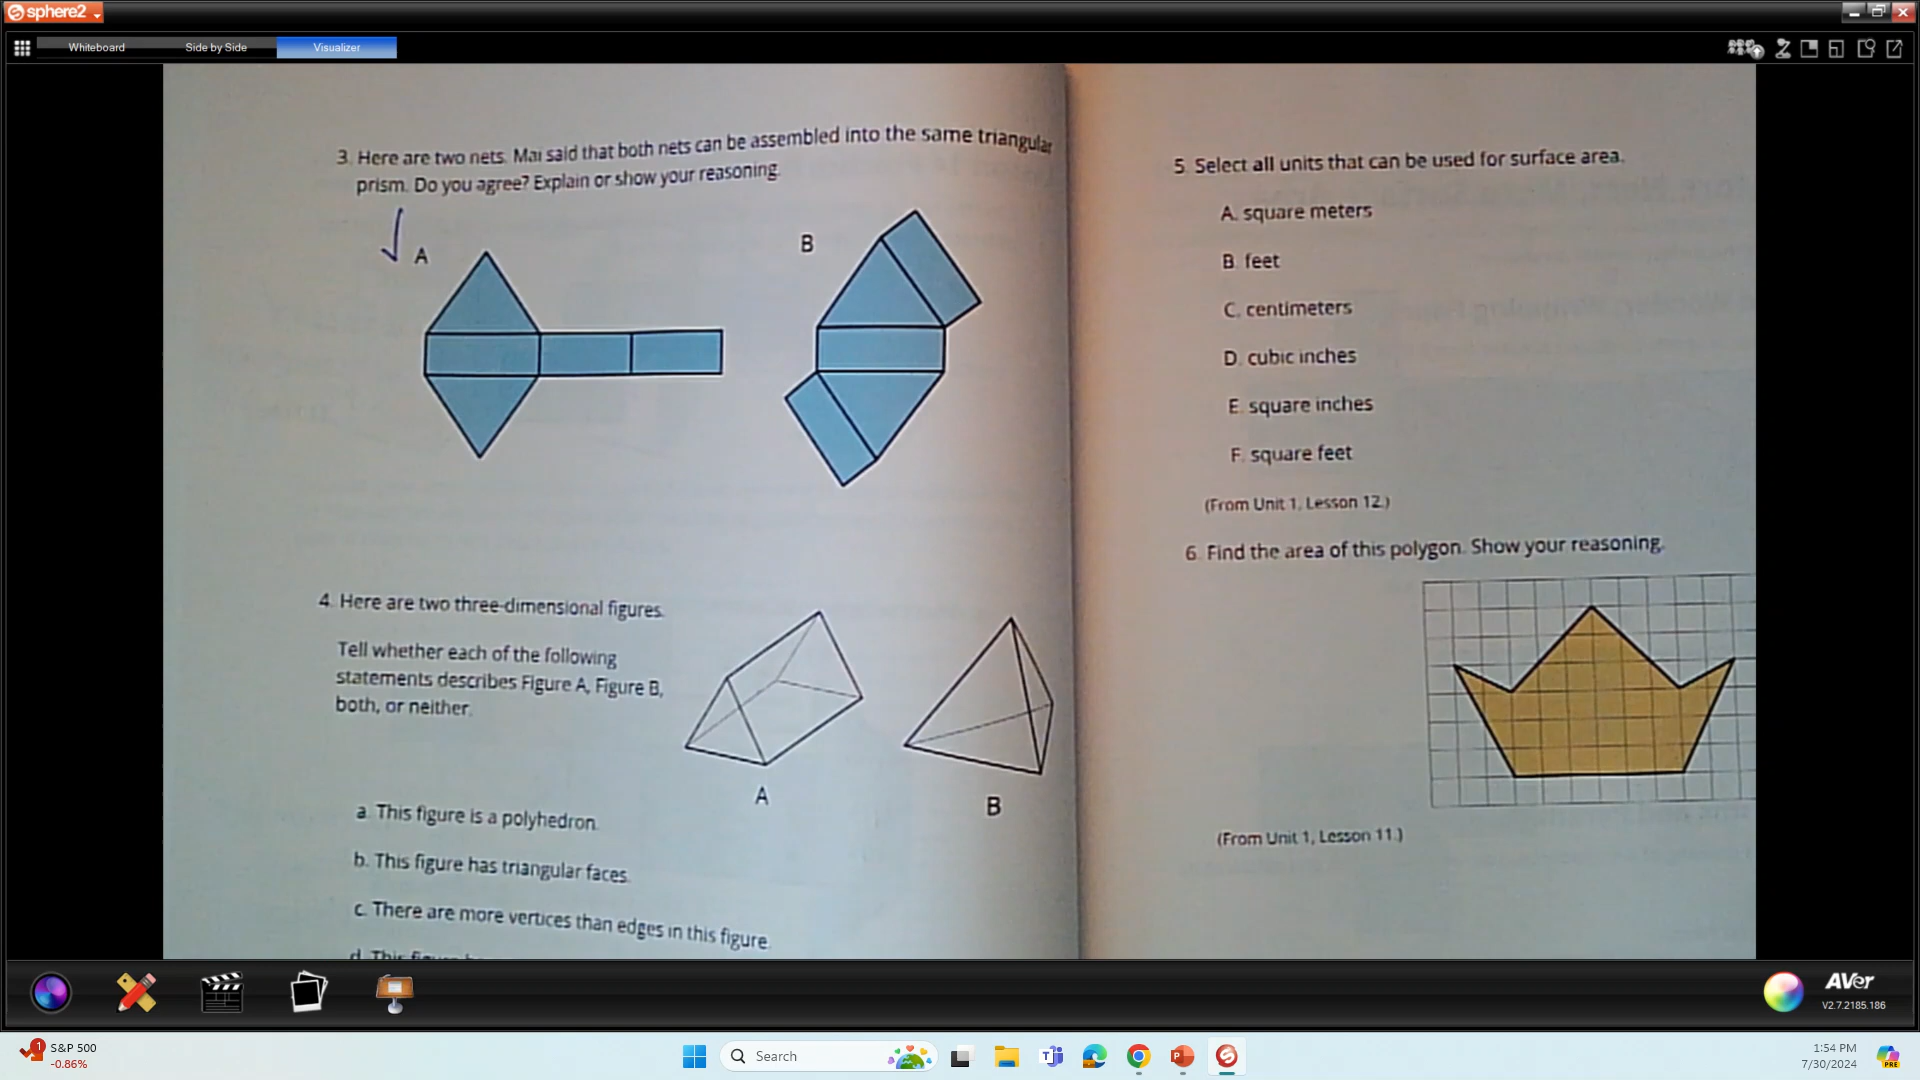 sphere2
Whiteboard
Side by Side
Visualizer
3. Here are two nets. Mai said that both nets can be assembled into the same triangular
prism. Do you agree? Explain or show your reasoning.
A
B
4. Here are two three-dimensional figures.
Tell whether each of the following
statements describes Figure A, Figure B,
both, or neither.
A
B
a. This figure is a polyhedron.
b. This figure has triangular faces.
c. There are more vertices than edges in this figure.
d. This figure
5. Select all units that can be used for surface area.
A. square meters
B. feet
C. centimeters
D. cubic inches
E. square inches
F. square feet
(From Unit 1, Lesson 12.)
6. Find the area of this polygon. Show your reasoning.
(From Unit 1, Lesson 11.)
AVer
V2.7.2185.186
1
S&P 500
-0.86%
Search
1:54 PM
7/30/2024
PRE